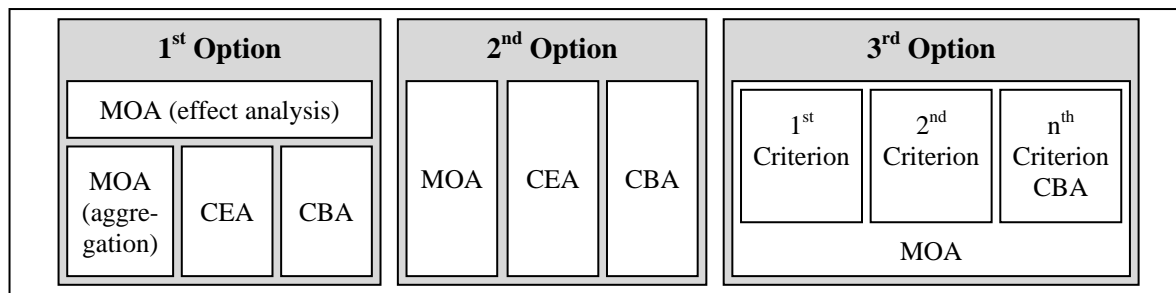 1st Option
MOA (effect analysis)
MOA
(aggre-
gation)
CEA
CBA
2nd Option
MOA
CEA
CBA
3rd Option
1st
Criterion
2nd
Criterion
nth
Criterion
CBA
MOA